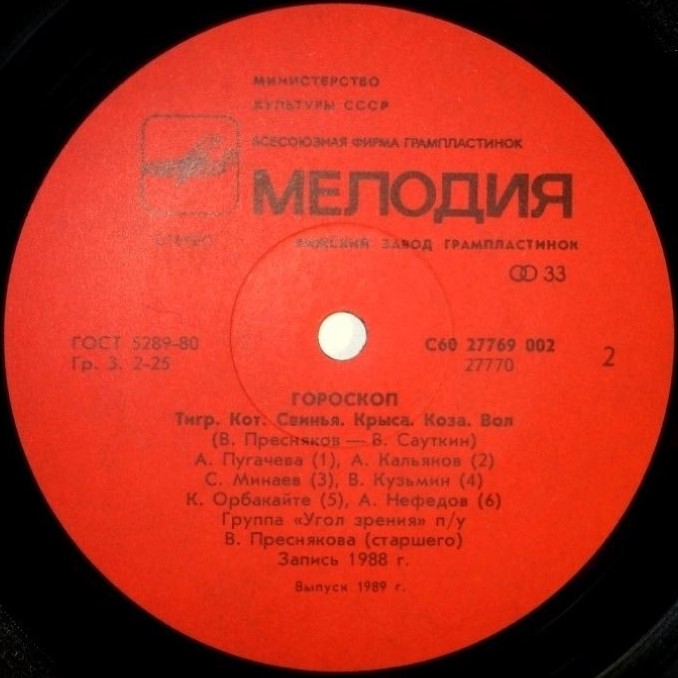 МИНИСТЕРСТВО
КУЛЬТУРЫ СССР
ВСЕСОЮЗНАЯ ФИРМА ГРАМПЛАСТИНОК
МЕЛОДИЯ
СТЕРЕО
ЗАВОД ГРАМПЛАСТИНОК
33
ГОСТ 5289-80
Гр. 3. 2-25
С60 27769 002
27770
2
ГОРОСКОП
Тигр. Кот. Свинья. Крыса. Коза. Вол
(В. Пресняков — В. Сауткин)
А. Пугачева (1), А. Кальянов (2)
С. Минаев (3), В. Кузьмин (4)
К. Орбакайте (5), А. Нефедов (6)
Группа «Угол зрения» п/у
В. Преснякова (старшего)
Запись 1988 г.
Выпуск 1989 г.